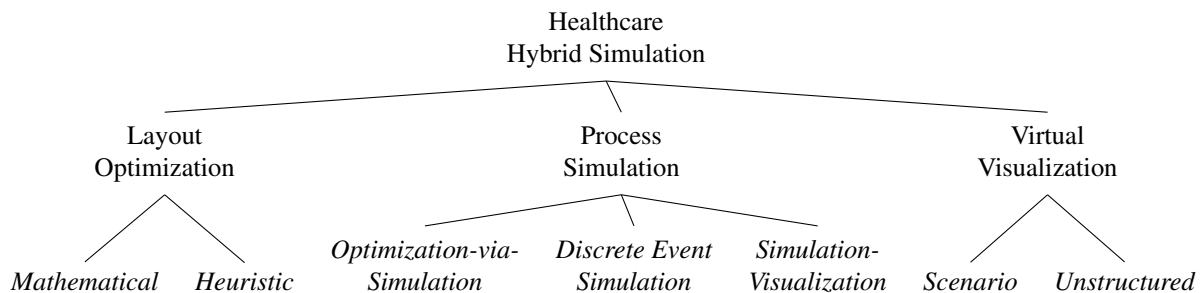 Healthcare
Hybrid Simulation
Layout
Optimization
Process
Simulation
Virtual
Visualization
Mathematical
Heuristic
Optimization-via-
Simulation
Discrete Event
Simulation
Simulation-
Visualization
Scenario
Unstructured